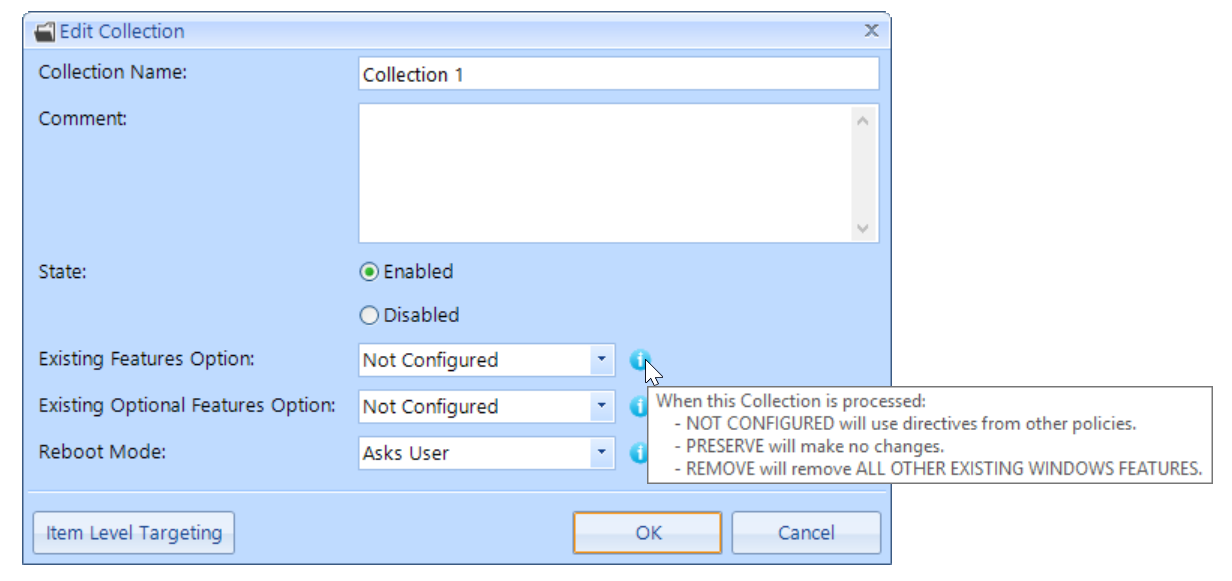 Edit Collection
Collection Name:
Collection 1
Comment:
State:
Enabled
Disabled
Existing Features Option:
Not Configured
Existing Optional Features Option:
Not Configured
Reboot Mode:
Asks User
When this Collection is processed:
- NOT CONFIGURED will use directives from other policies.
- PRESERVE will make no changes.
- REMOVE will remove ALL OTHER EXISTING WINDOWS FEATURES.
Item Level Targeting
OK
Cancel